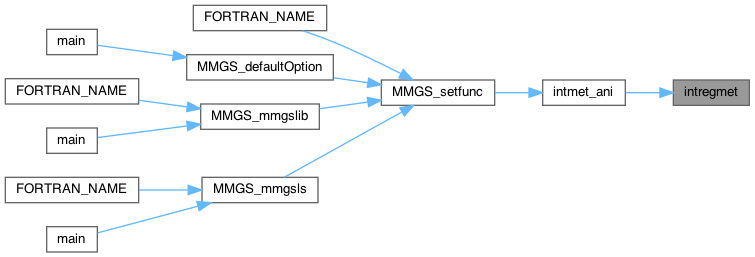 FORTRAN_NAME
main
MMGS_defaultOption
FORTRAN_NAME
MMGS_setfunc
intmet_ani
intregmet
MMGS_mmgslib
main
FORTRAN_NAME
MMGS_mmgsls
main